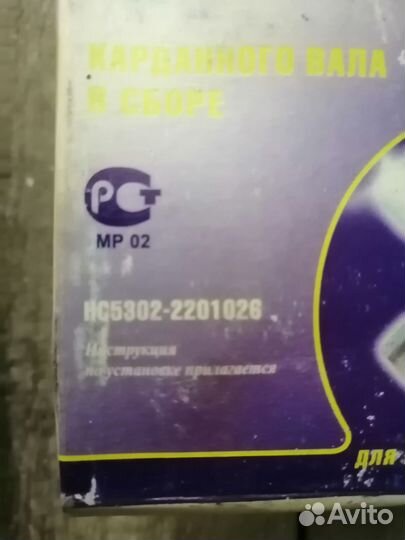 КАРДАННОГО ВАЛА
В СБОРЕ
РСТ
МР 02
НС5302-2201026
Инструкция
по установке прилагается
для
Avito